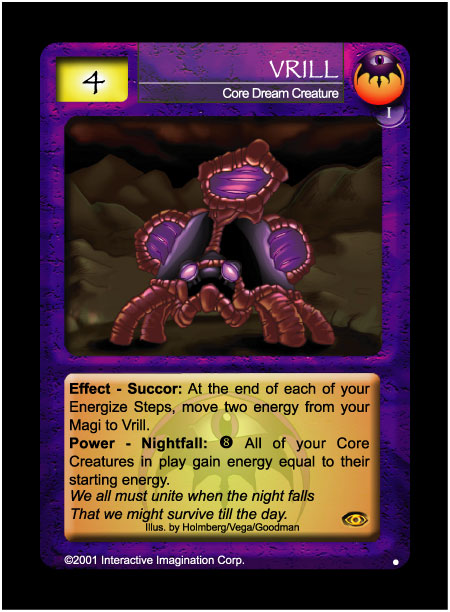 4
VRILL
Core Dream Creature
I
Effect - Succor: At the end of each of your
Energize Steps, move two energy from your
Magi to Vrill.
Power - Nightfall: 8 All of your Core
Creatures in play gain energy equal to their
starting energy.
We all must unite when the night falls
That we might survive till the day.
Illus. by Holmberg/Vega/Goodman
©2001 Interactive Imagination Corp.